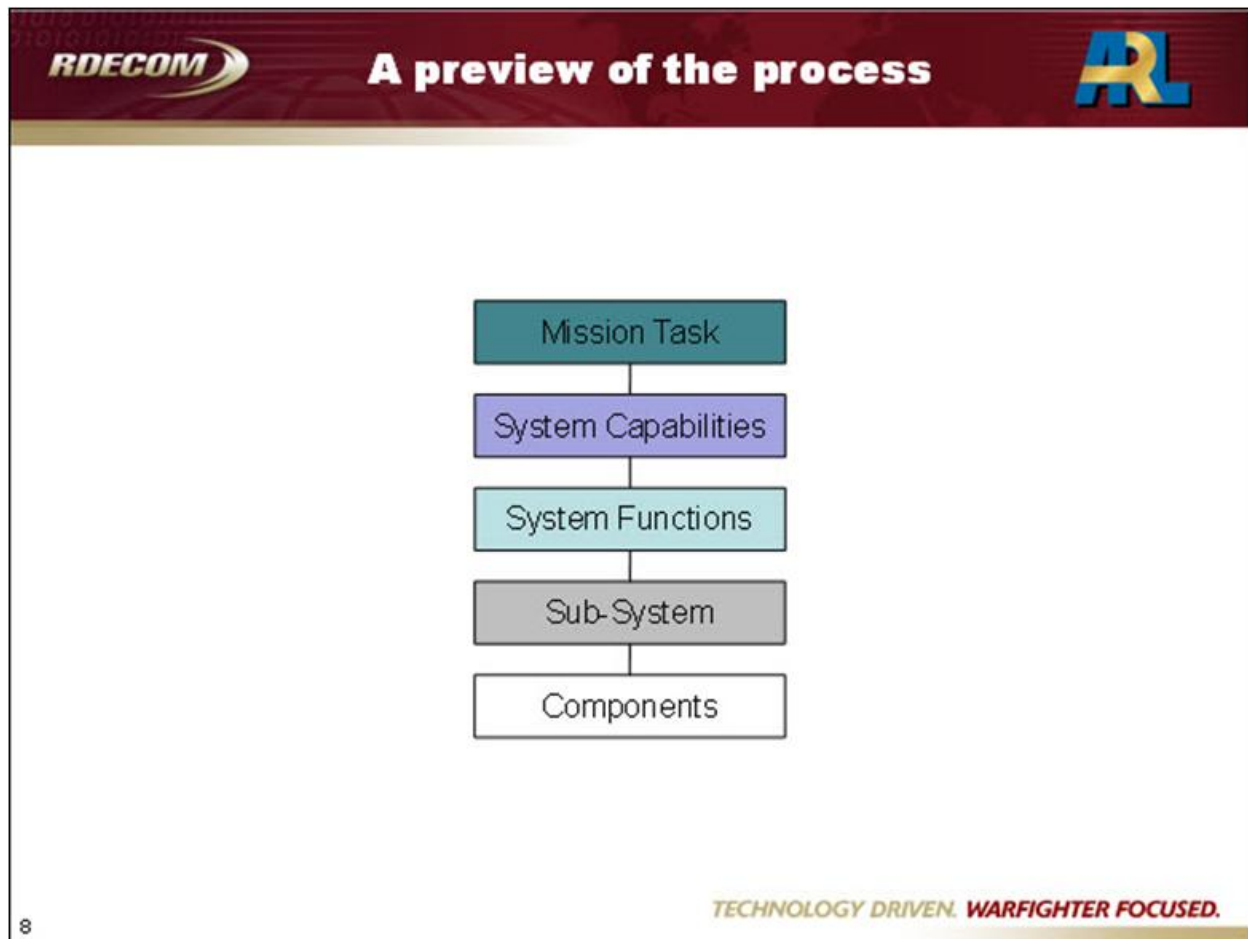 RDECOM
A preview of the process
ARL
Mission Task
System Capabilities
System Functions
Sub-System
Components
TECHNOLOGY DRIVEN. WARFIGHTER FOCUSED.
8